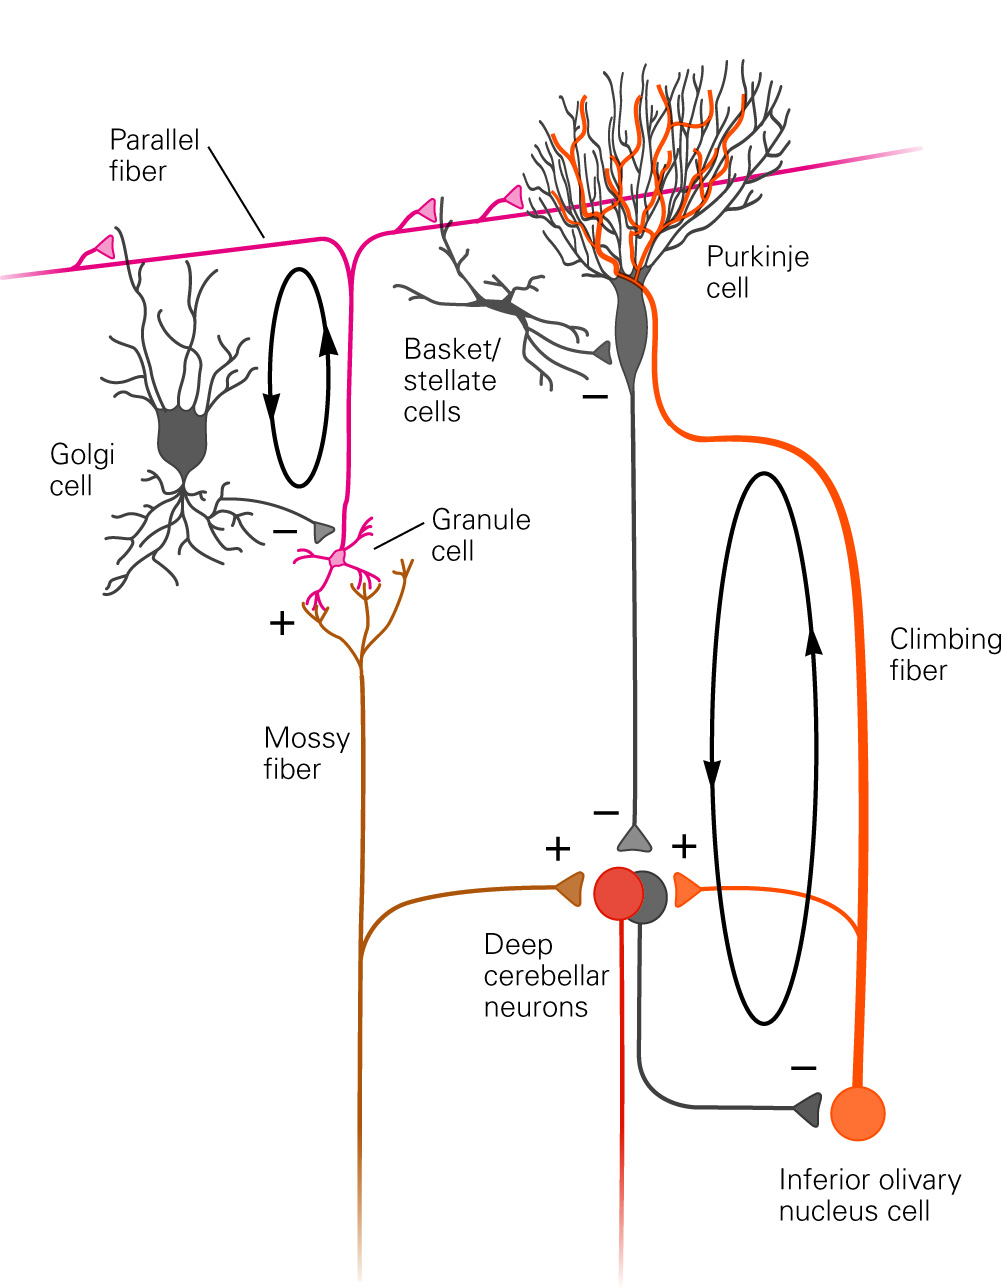 Parallel
fiber
Purkinje
cell
Basket/
stellate
cells
−
Golgi
cell
−
Granule
cell
+
Climbing
fiber
Mossy
fiber
−
+
+
Deep
cerebellar
neurons
−
Inferior olivary
nucleus cell